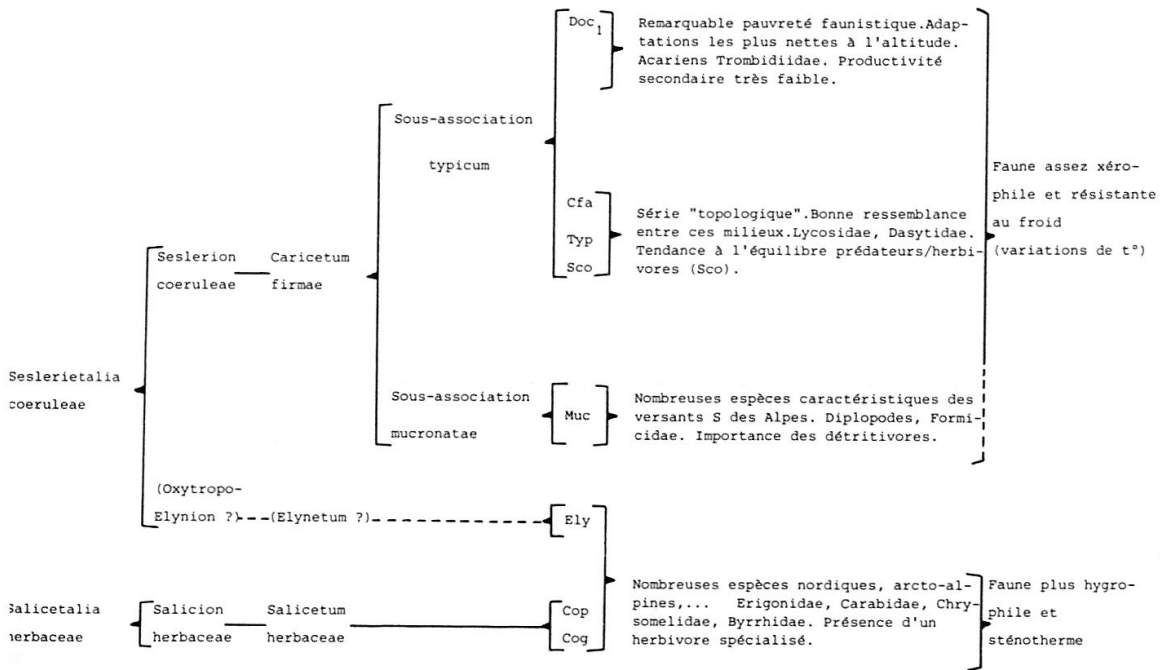 Doc1
Remarquable pauvreté faunistique.Adap-
tations les plus nettes à l'altitude.
Acariens Trombidiidae. Productivité
secondaire très faible.
Sous-association
typicum
Cfa
Typ
Sco
Série "topologique".Bonne ressemblance
entre ces milieux.Lycosidae, Dasytidae.
Tendance à l'équilibre prédateurs/herbi-
vores (Sco).
Faune assez xéro-
phile et résistante
au froid
(variations de t°)
Seslerion
coeruleae
Caricetum
firmae
Seslerietalia
coeruleae
Sous-association
mucronatae
Muc
Nombreuses espèces caractéristiques des
versants S des Alpes. Diplopodes, Formi-
cidae. Importance des détritivores.
(Oxytropo-
Elynion ?)
(Elynetum ?)
Ely
Salicetalia
herbaceae
Salicion
herbaceae
Salicetum
herbaceae
Cop
Cog
Nombreuses espèces nordiques, arcto-al-
pines,... Erigonidae, Carabidae, Chry-
somelidae, Byrrhidae. Présence d'un
herbivore spécialisé.
Faune plus hygro-
phile et
sténotherme